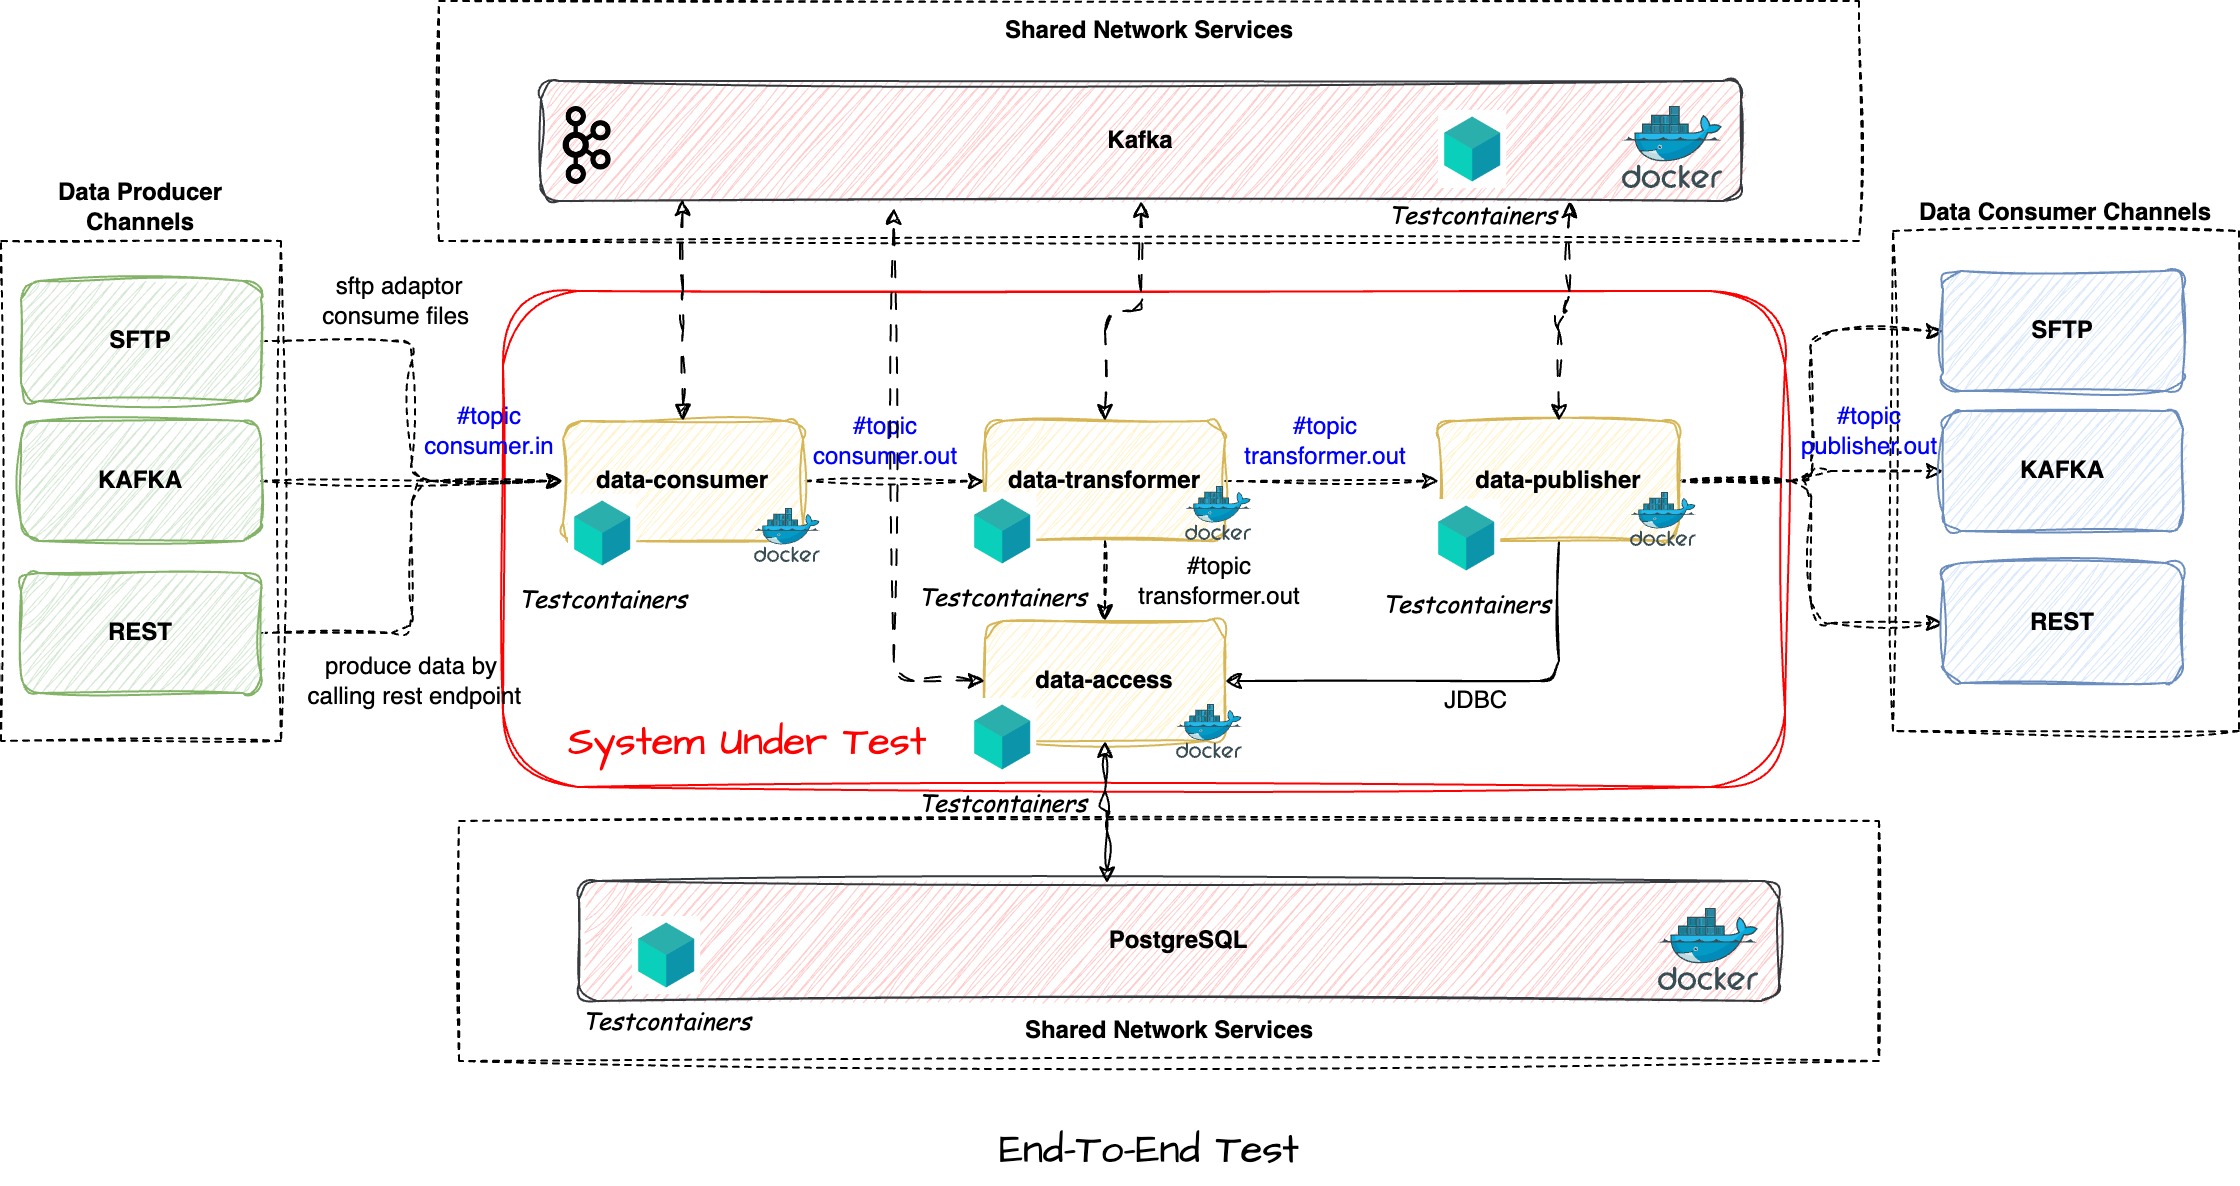 Shared Network Services
Kafka
docker
Testcontainers
Data Producer
Channels
SFTP
KAFKA
REST
sftp adaptor
consume files
#topic
consumer.in
produce data by
calling rest endpoint
data-consumer
docker
Testcontainers
#topic
consumer.out
data-transformer
docker
Testcontainers
#topic
transformer.out
#topic
transformer.out
data-publisher
docker
Testcontainers
data-access
docker
Testcontainers
JDBC
System Under Test
#topic
publisher.out
Data Consumer Channels
SFTP
KAFKA
REST
PostgreSQL
docker
Testcontainers
Shared Network Services
End-To-End Test